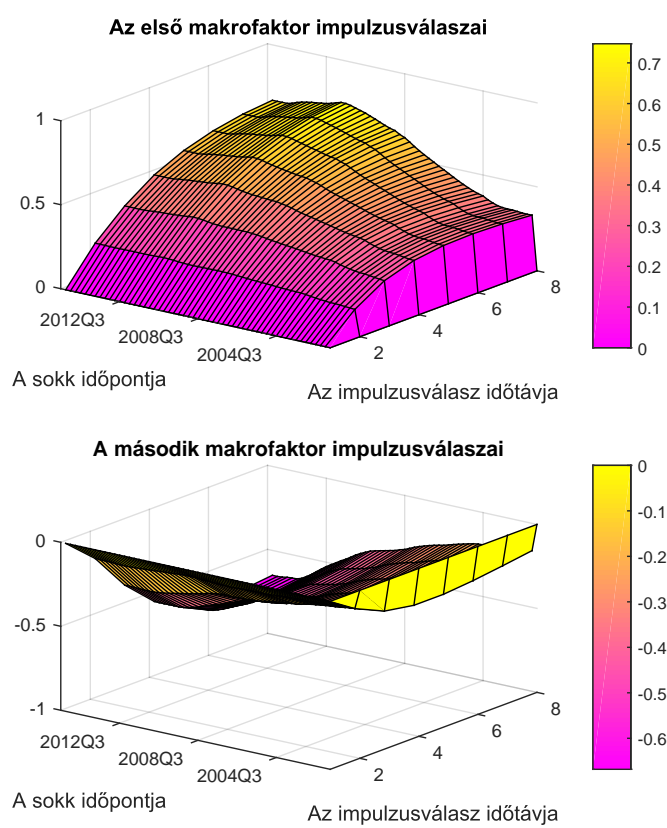 Az első makrofaktor impulzusválaszai
1
0.5
0
2012Q3
2008Q3
2004Q3
2
4
6
8
A sokk időpontja
Az impulzusválasz időtávja
0.7
0.6
0.5
0.4
0.3
0.2
0.1
0
A második makrofaktor impulzusválaszai
0
-0.5
-1
2012Q3
2008Q3
2004Q3
2
4
6
8
A sokk időpontja
Az impulzusválasz időtávja
0
-0.1
-0.2
-0.3
-0.4
-0.5
-0.6